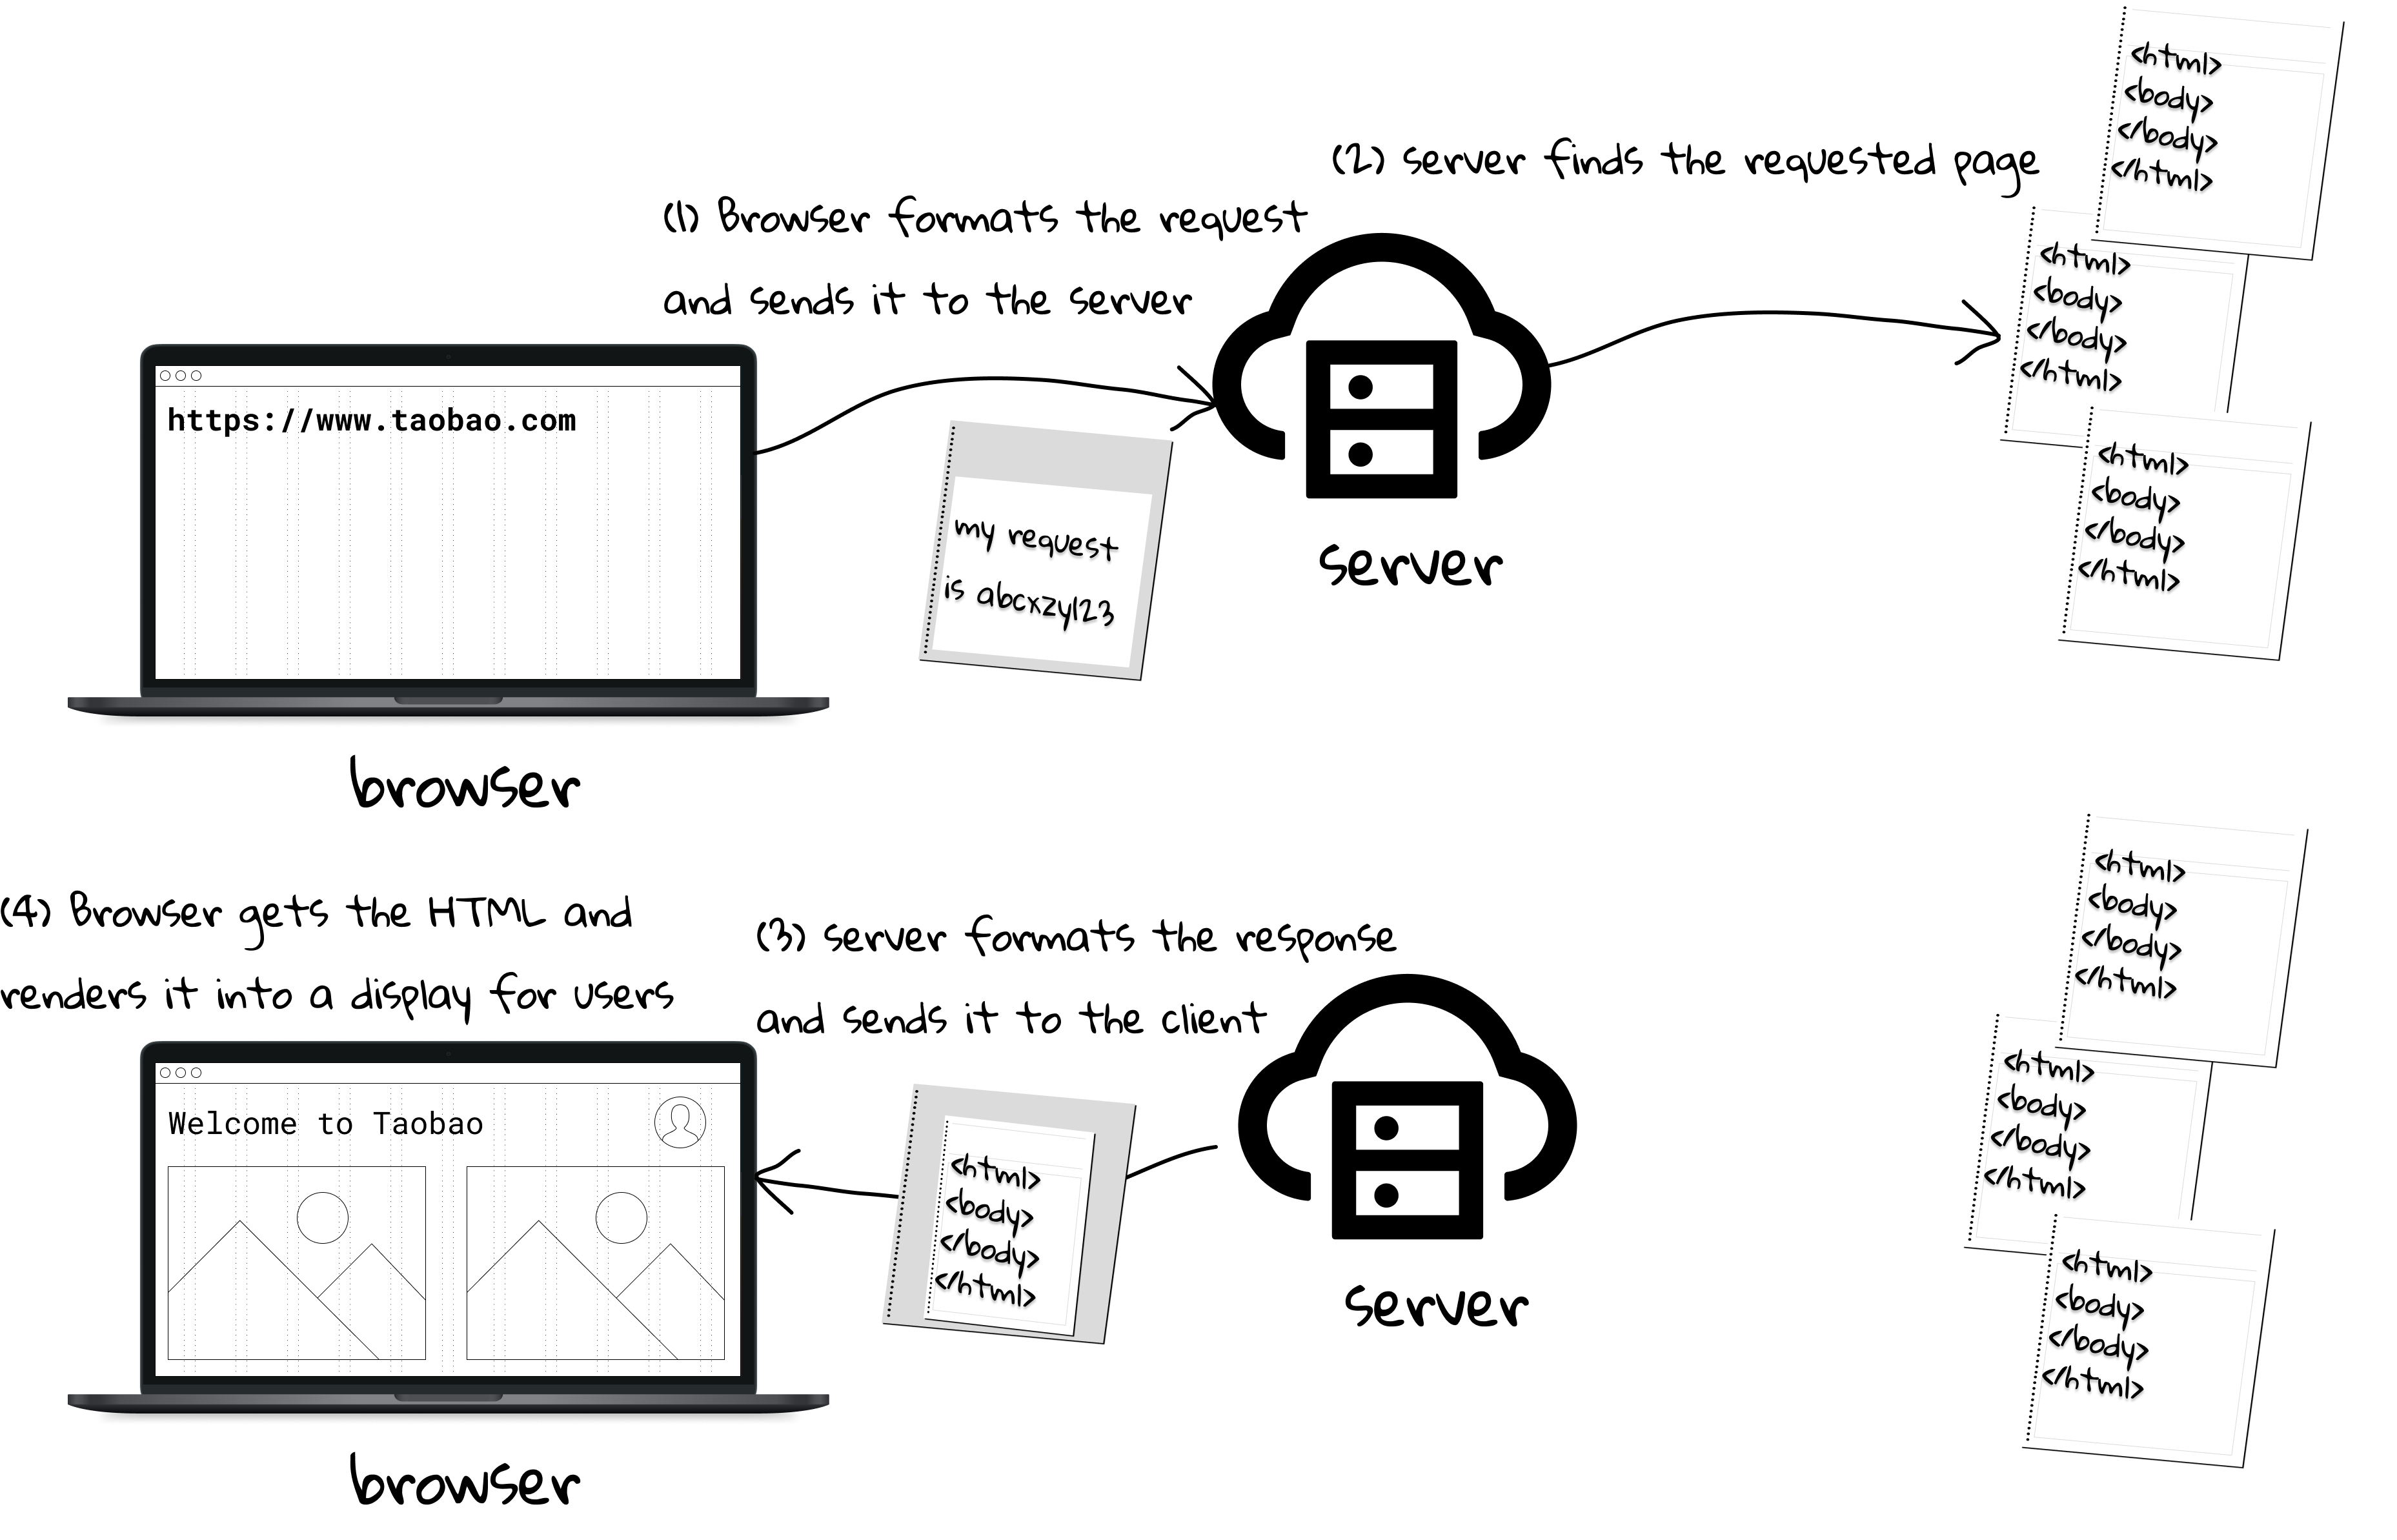 (1) Browser formats the request
and sends it to the server
(2) server finds the requested page
https://www.taobao.com
my request
is abcxzy123
browser
server
<html>
<body>
</body>
</html>
<html>
<body>
</body>
</html>
<html>
<body>
</body>
</html>
(4) Browser gets the HTML and
renders it into a display for users
(3) server formats the response
and sends it to the client
Welcome to Taobao
<html>
<body>
</body>
</html>
browser
server
<html>
<body>
</body>
</html>
<html>
<body>
</body>
</html>
<html>
<body>
</body>
</html>